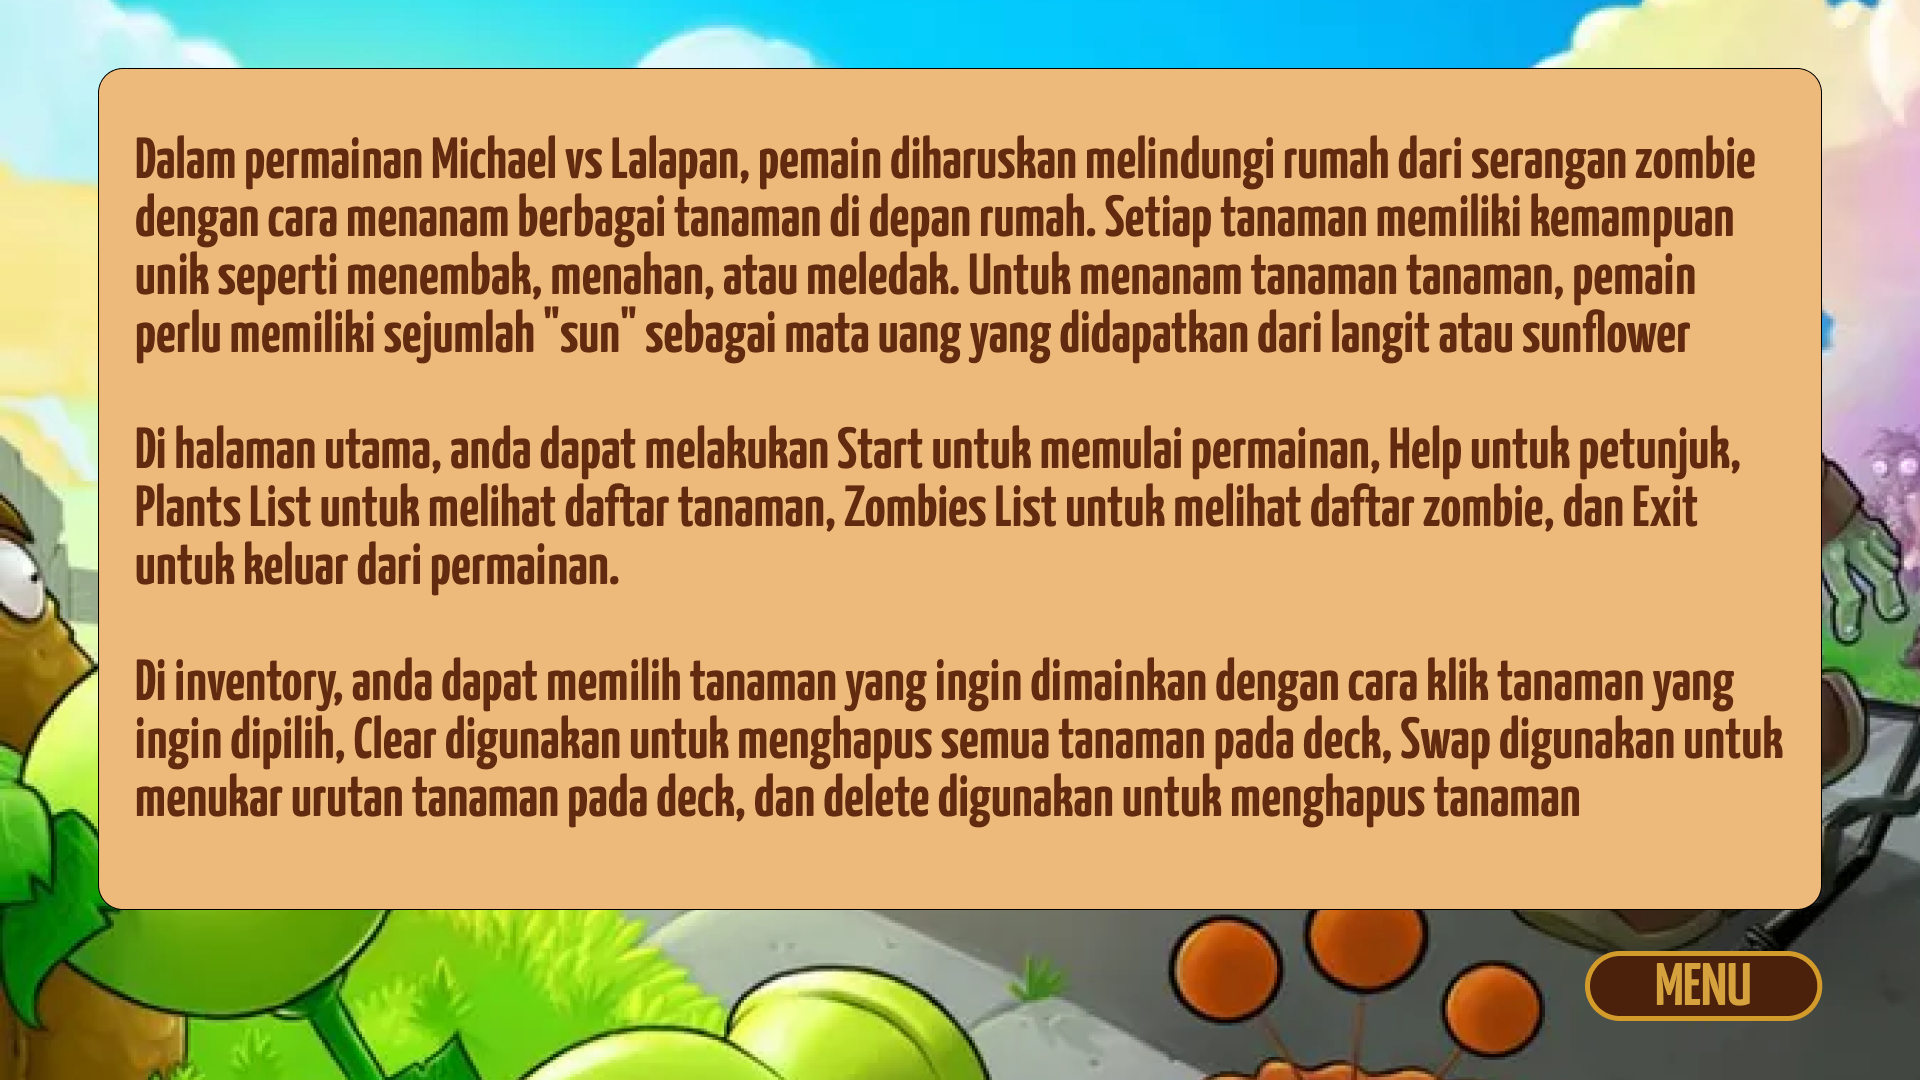 Dalam permainan Michael vs Lalapan, pemain diharuskan melindungi rumah dari serangan zombie
dengan cara menanam berbagai tanaman di depan rumah. Setiap tanaman memiliki kemampuan
unik seperti menembak, menahan, atau meledak. Untuk menanam tanaman tanaman, pemain
perlu memiliki sejumlah "sun" sebagai mata uang yang didapatkan dari langit atau sunflower
Di halaman utama, anda dapat melakukan Start untuk memulai permainan, Help untuk petunjuk,
Plants List untuk melihat daftar tanaman, Zombies List untuk melihat daftar zombie, dan Exit
untuk keluar dari permainan.
Di inventory, anda dapat memilih tanaman yang ingin dimainkan dengan cara klik tanaman yang
ingin dipilih, Clear digunakan untuk menghapus semua tanaman pada deck, Swap digunakan untuk
menukar urutan tanaman pada deck, dan delete digunakan untuk menghapus tanaman
MENU